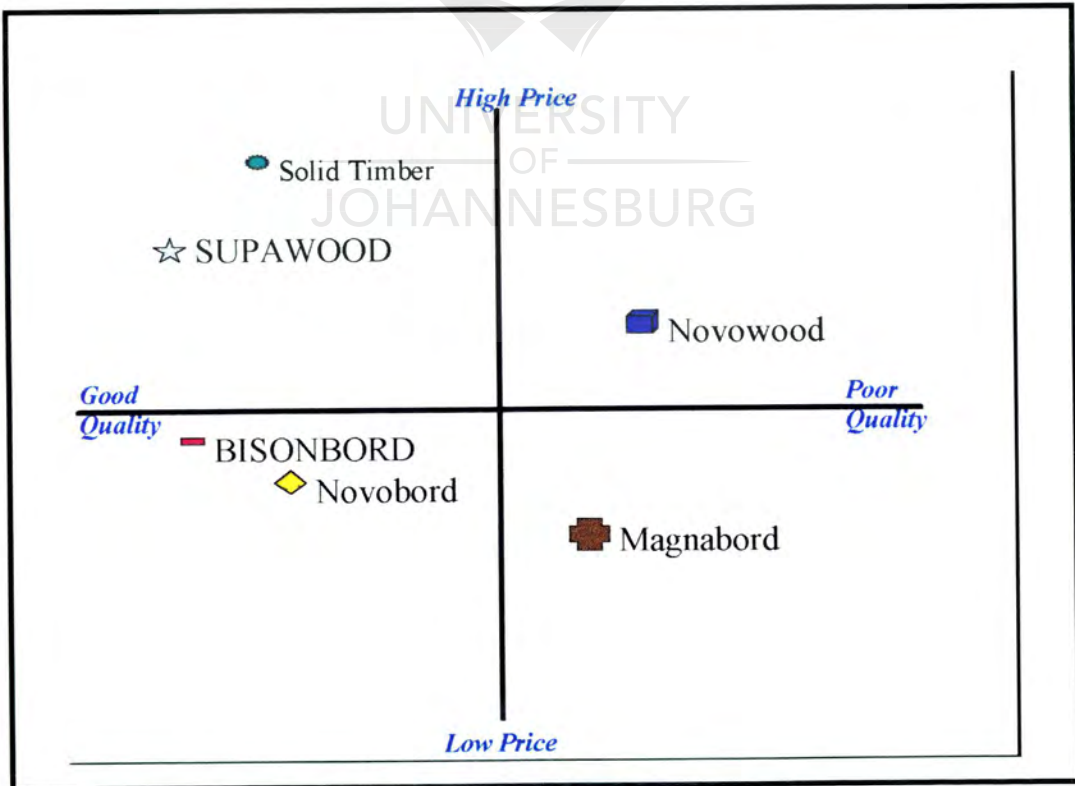 UNIVERSITY
OF
JOHANNESBURG
High Price
Solid Timber
SUPAWOOD
Novowood
Good
Quality
Poor
Quality
BISONBORD
Novobord
Magnabord
Low Price